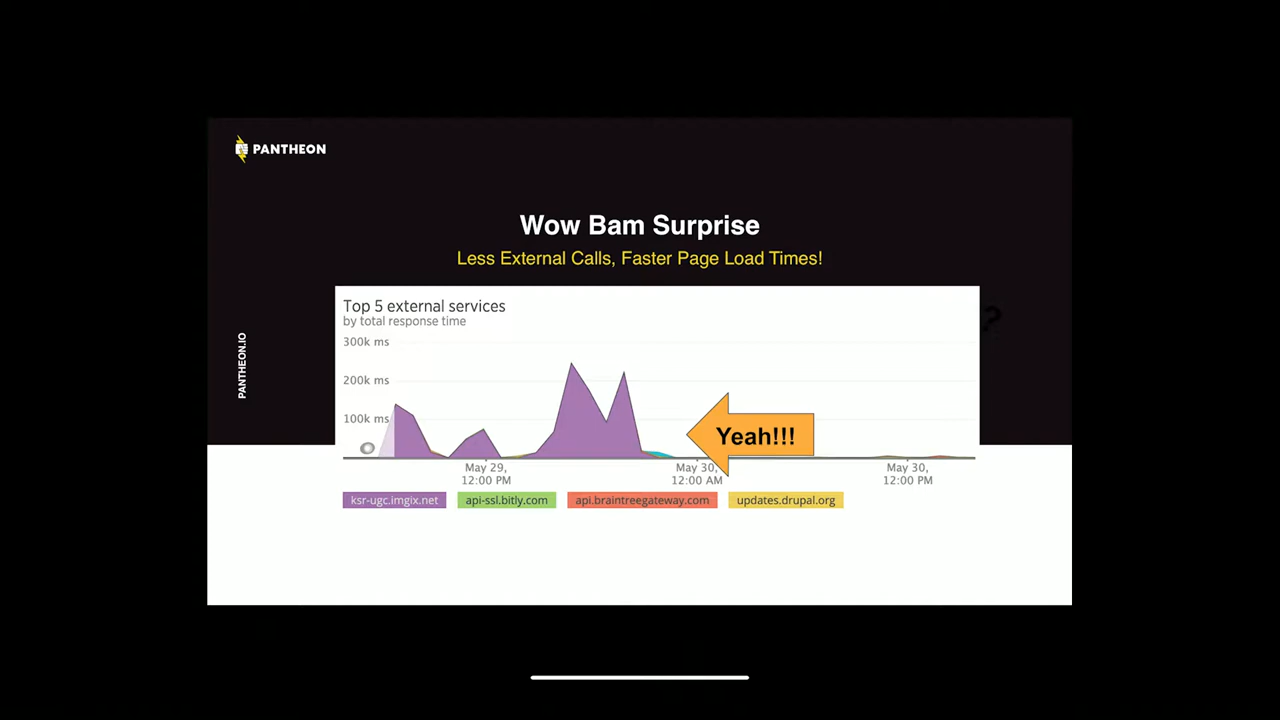 PANTHEON
Wow Bam Surprise
Less External Calls, Faster Page Load Times!
PANTHEON.IO
?
Top 5 external services
by total response time
300k ms
200k ms
100k ms
Yeah!!!
May 29,
12:00 PM
May 30,
12:00 AM
May 30,
12:00 PM
ksr-ugc.imgix.net
api-ssl.bitly.com
api.braintreegateway.com
updates.drupal.org